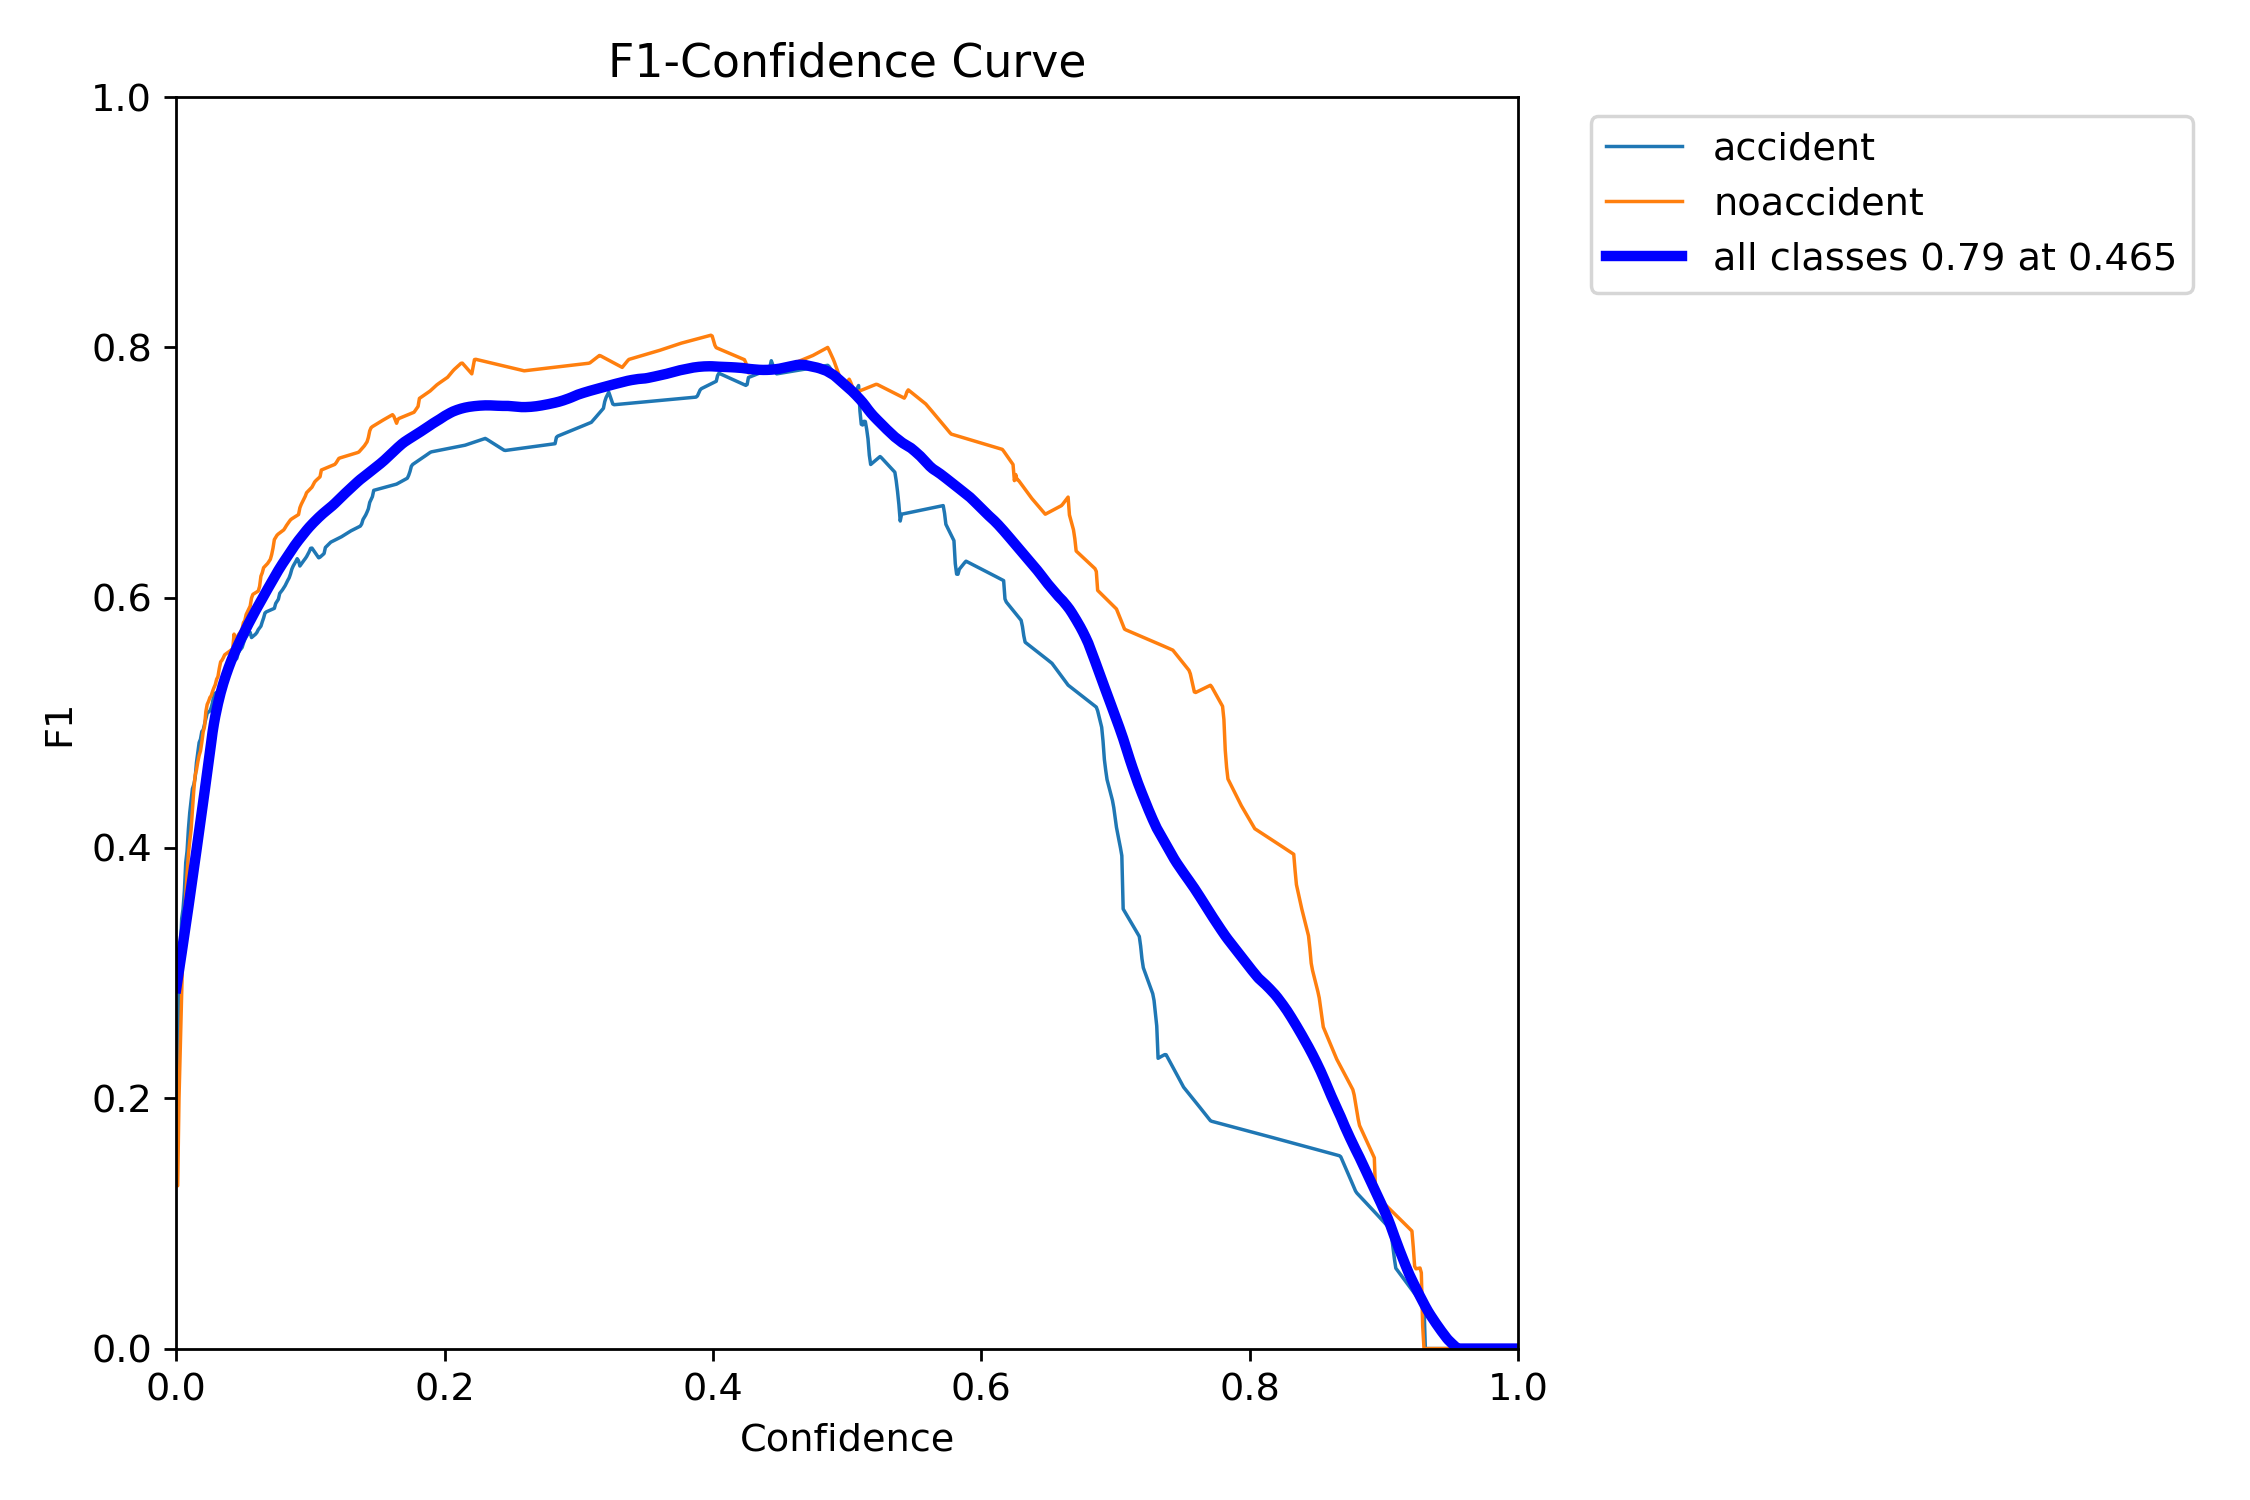 F1-Confidence Curve
accident
noaccident
all classes 0.79 at 0.465
F1
1.0
0.8
0.6
0.4
0.2
0.0
0.0 0.2 0.4 0.6 0.8 1.0
Confidence